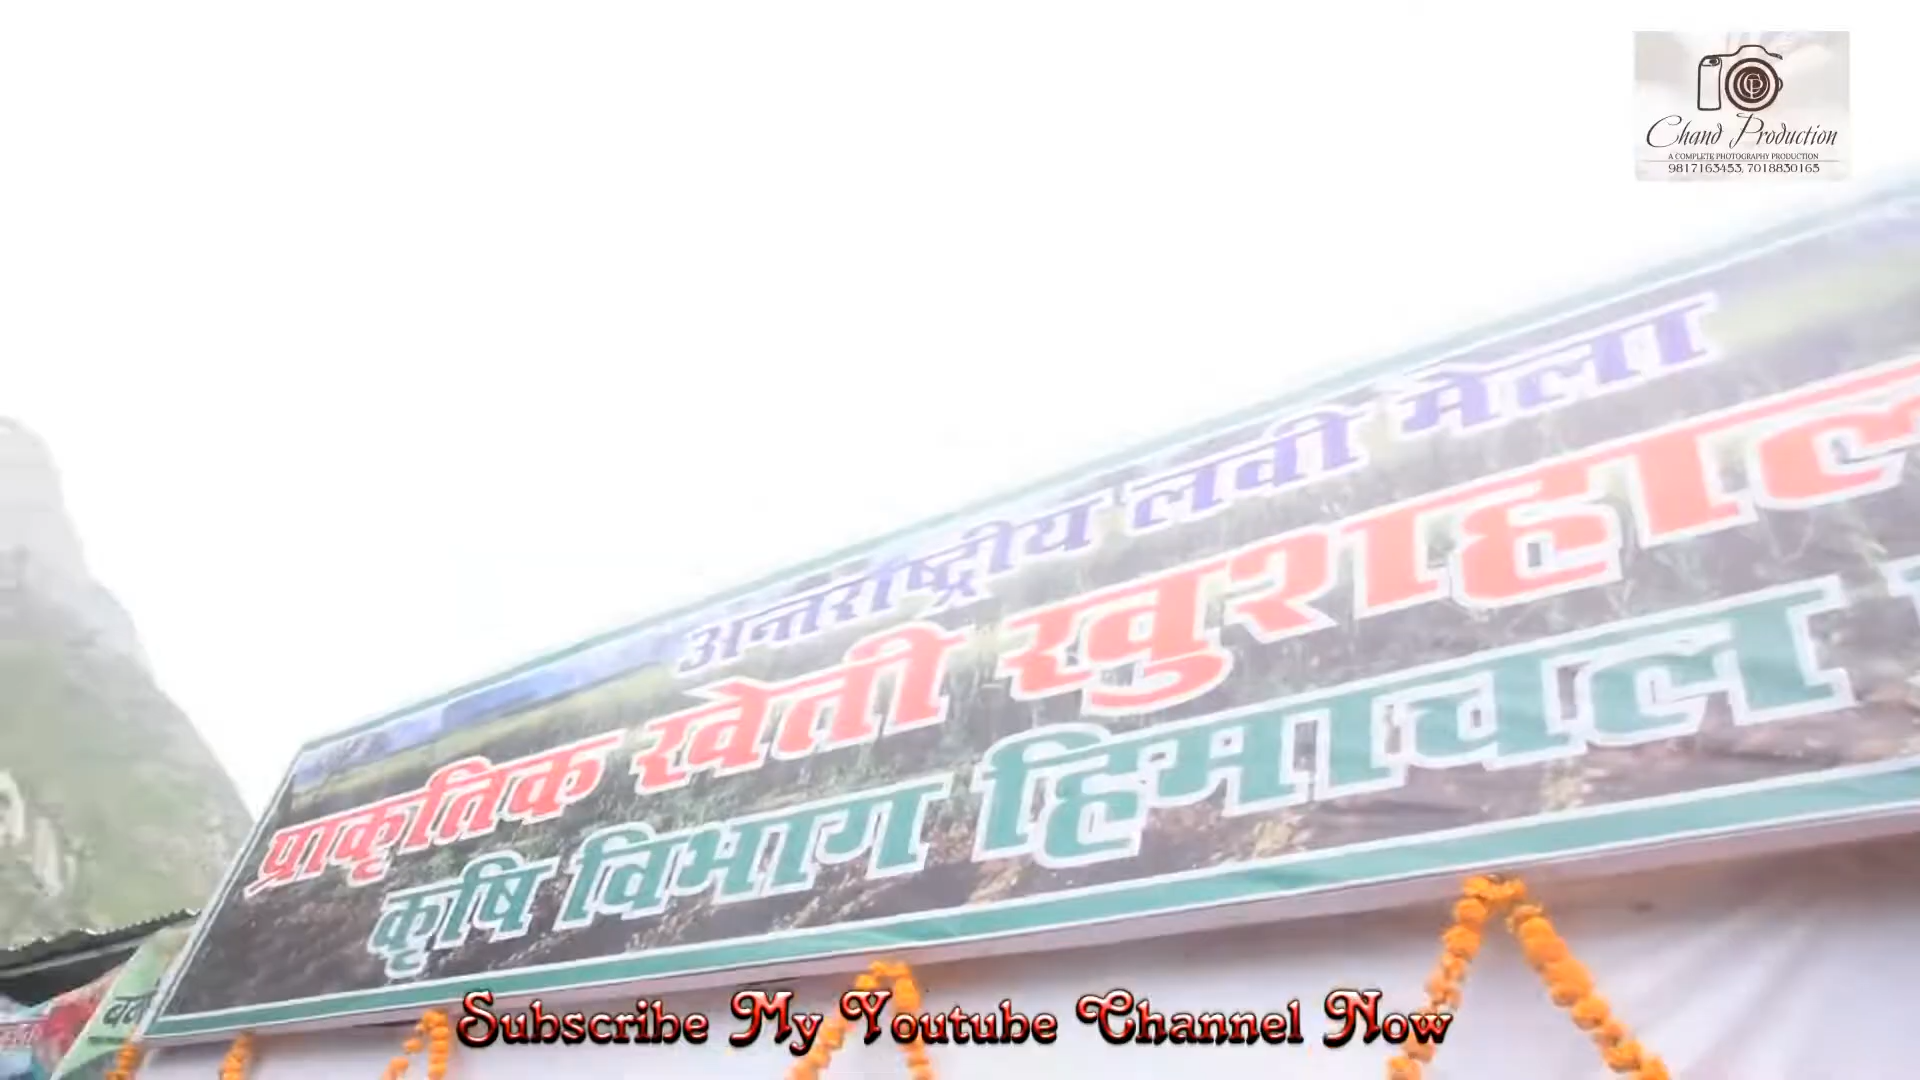 Chand Production
A COMPLETE PHOTOGRAPHY PRODUCTION
9817163453, 7018830165
अन्तर्राष्ट्रीय लवी मेला
प्राकृतिक खेती खुशहाल
कृषि विभाग हिमाचल
Subscribe My Youtube Channel Now